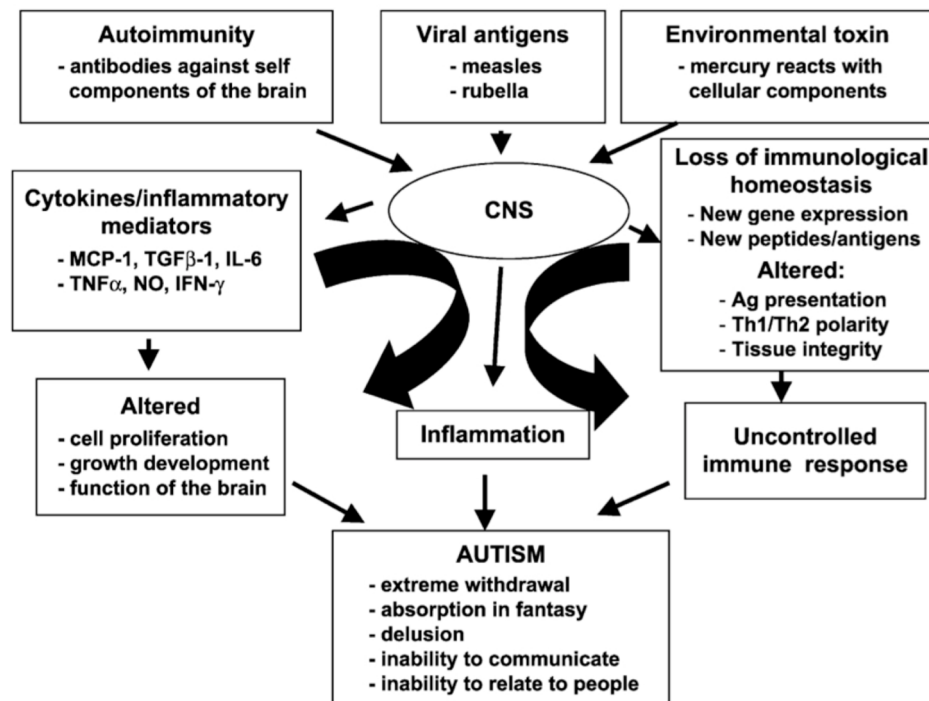 Autoimmunity
- antibodies against self
components of the brain
Viral antigens
- measles
- rubella
Environmental toxin
- mercury reacts with
cellular components
CNS
Cytokines/inflammatory
mediators
- MCP-1, TGFβ-1, IL-6
- TNFα, NO, IFN-γ
Loss of immunological
homeostasis
- New gene expression
- New peptides/antigens
Altered:
- Ag presentation
- Th1/Th2 polarity
- Tissue integrity
Altered
- cell proliferation
- growth development
- function of the brain
Inflammation
Uncontrolled
immune response
AUTISM
- extreme withdrawal
- absorption in fantasy
- delusion
- inability to communicate
- inability to relate to people